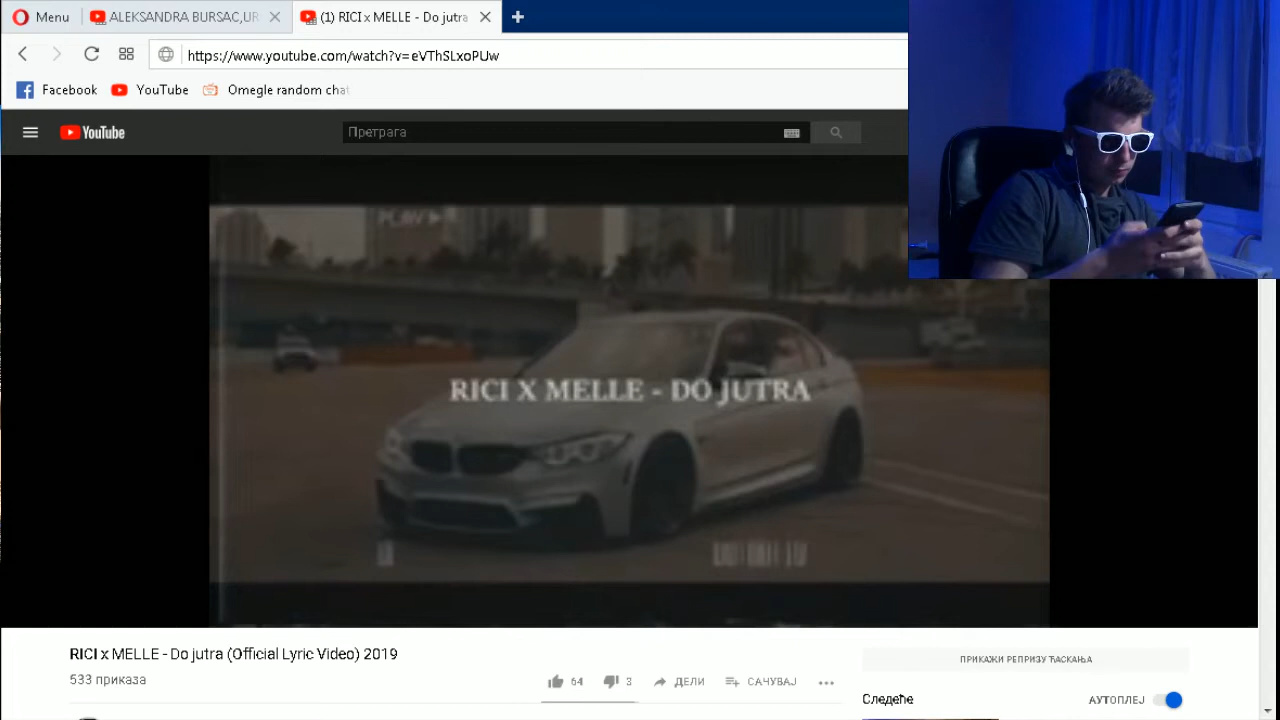 Menu
ALEKSANDRA BURSAC,UR
(1) RICI x MELLE - Do jutra
https://www.youtube.com/watch?v=eVThSLxoPUw
Facebook
YouTube
Omegle random chat
YouTube
Претрага
PLAY
RICI X MELLE - DO JUTRA
RICI x MELLE - Do jutra (Official Lyric Video) 2019
533 приказа
64
3
ДЕЛИ
САЧУВАЈ
ПРИКАЖИ РЕПРИЗУ ЋАСКАЊА
Следеће
АУТОПЛЕЈ